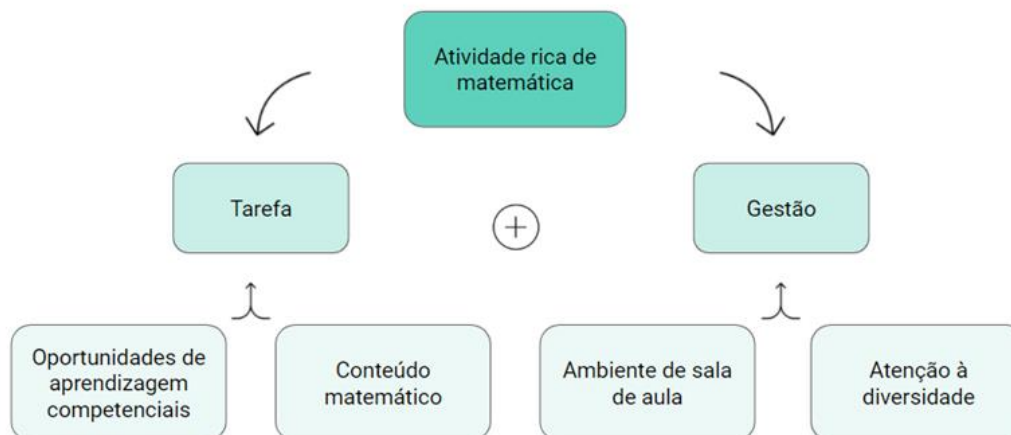 Atividade rica de
matemática
Tarefa
Gestão
Oportunidades de
aprendizagem
competenciais
Conteúdo
matemático
Ambiente de sala
de aula
Atenção à
diversidade